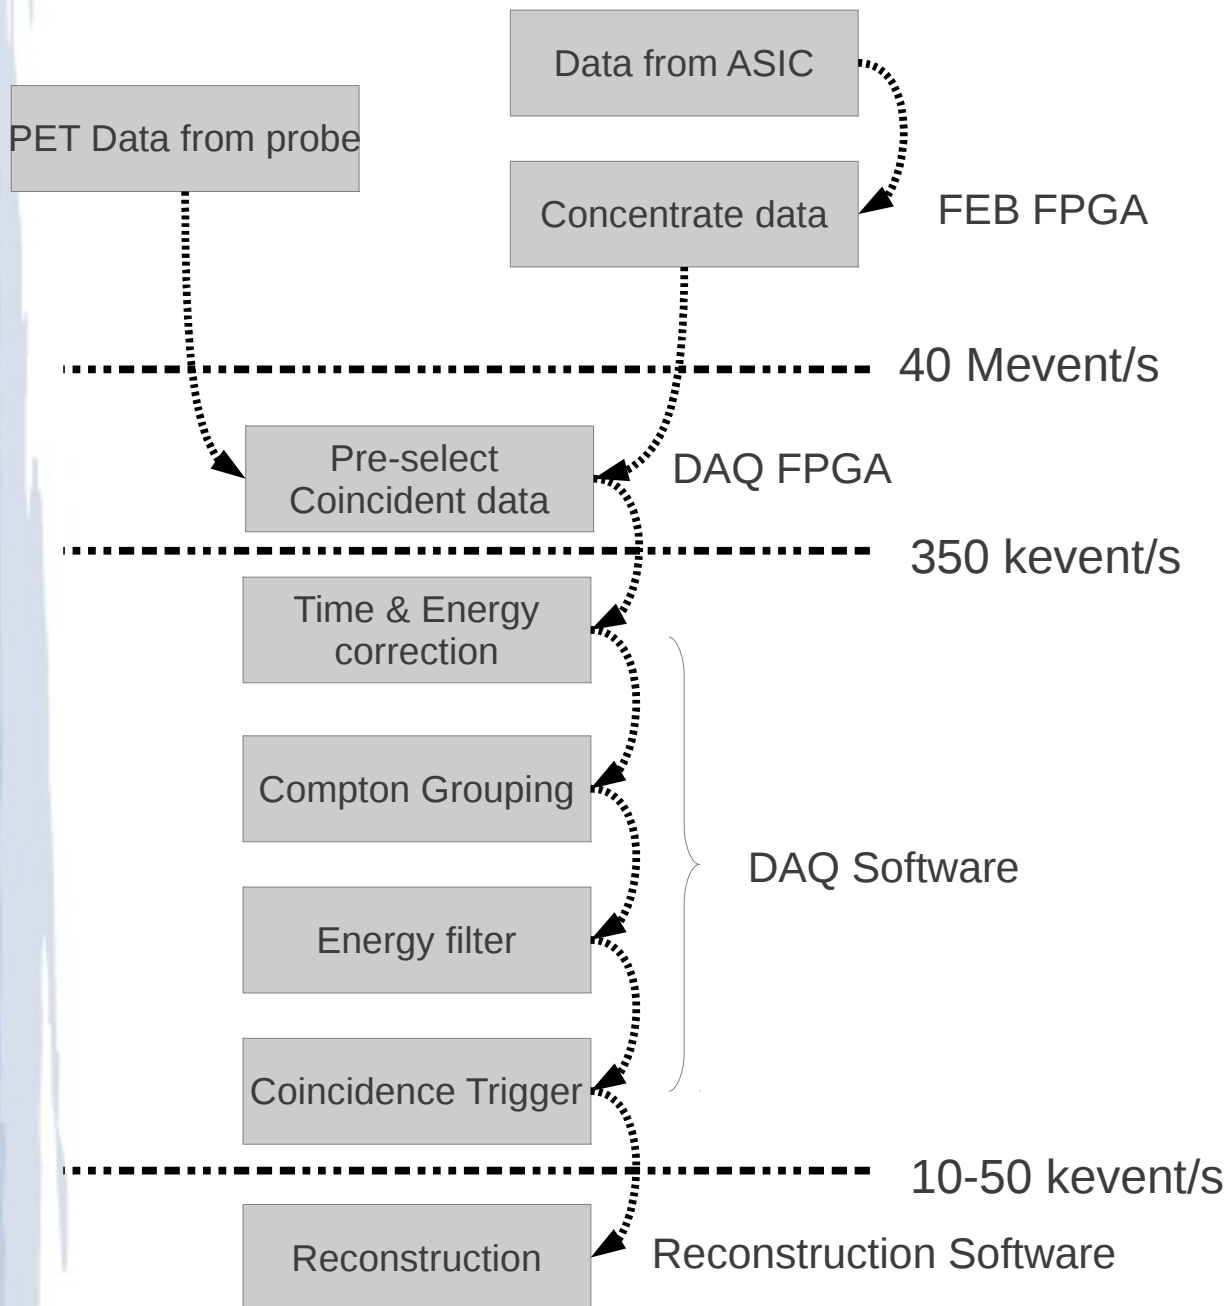 Data from ASIC
PET Data from probe
Concentrate data
FEB FPGA
40 Mevent/s
Pre-select
Coincident data
DAQ FPGA
350 kevent/s
Time & Energy
correction
Compton Grouping
DAQ Software
Energy filter
Coincidence Trigger
10-50 kevent/s
Reconstruction
Reconstruction Software